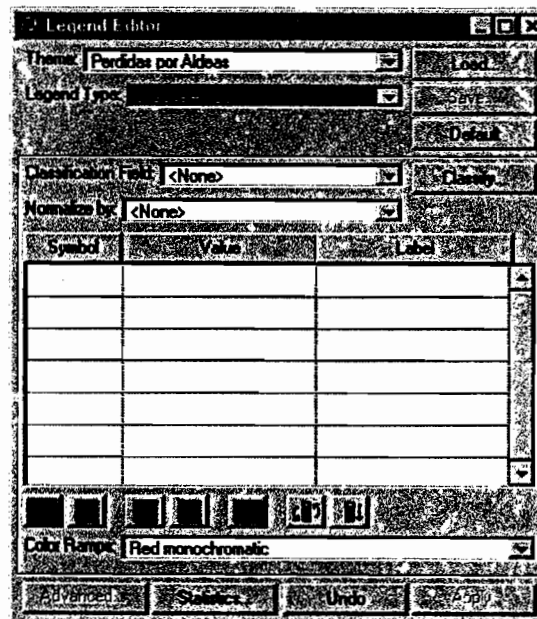 Legend Editor
Theme: Perdidas por Aldeas
Load...
Legend Type:
Save...
Default
Classification Field: <None>
Classify...
Normalize by: <None>
Symbol Value Label
Color Ramps: Red monochromatic
Advanced... Statistics... Undo Apply